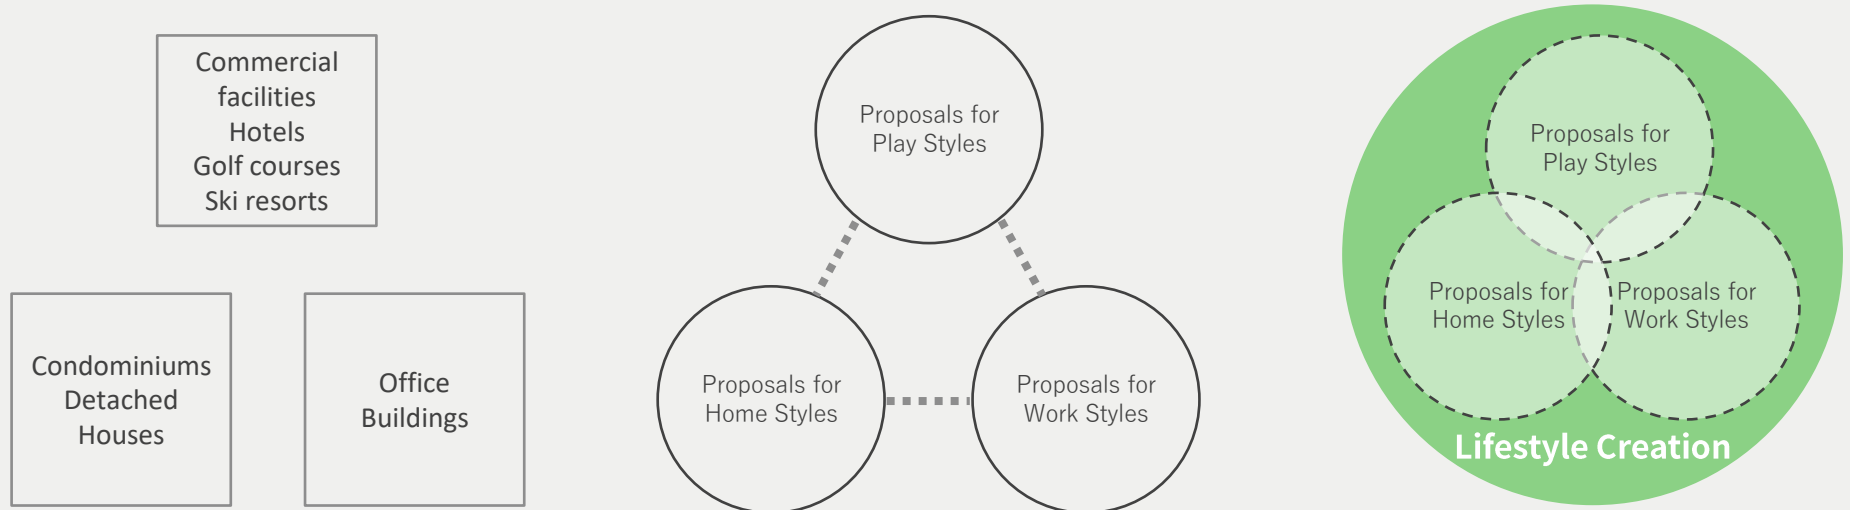 Commercial
facilities
Hotels
Golf courses
Ski resorts
Condominiums
Detached
Houses
Office
Buildings
Proposals for
Play Styles
Proposals for
Home Styles
Proposals for
Work Styles
Proposals for
Play Styles
Proposals for
Home Styles
Proposals for
Work Styles
Lifestyle Creation